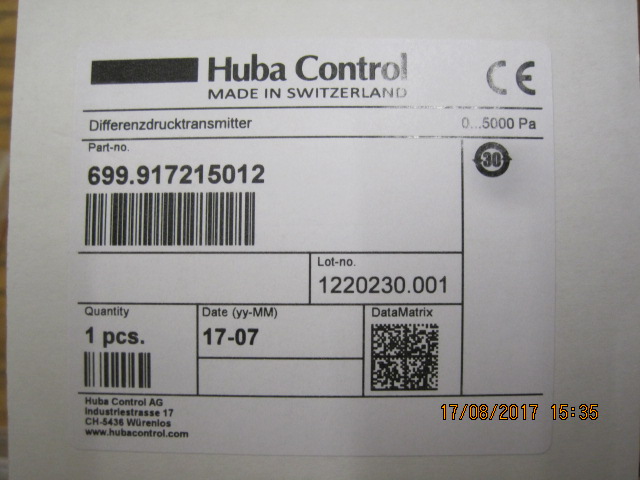 Huba Control
MADE IN SWITZERLAND
CE
Differenzdrucktransmitter 0...5000 Pa
Part-no.
699.917215012
30
Lot-no.
1220230.001
Quantity
1 pcs.
Date (yy-MM)
17-07
DataMatrix
Huba Control AG
Industriestrasse 17
CH-5436 Würenlos
www.hubacontrol.com
17/08/2017 15:35